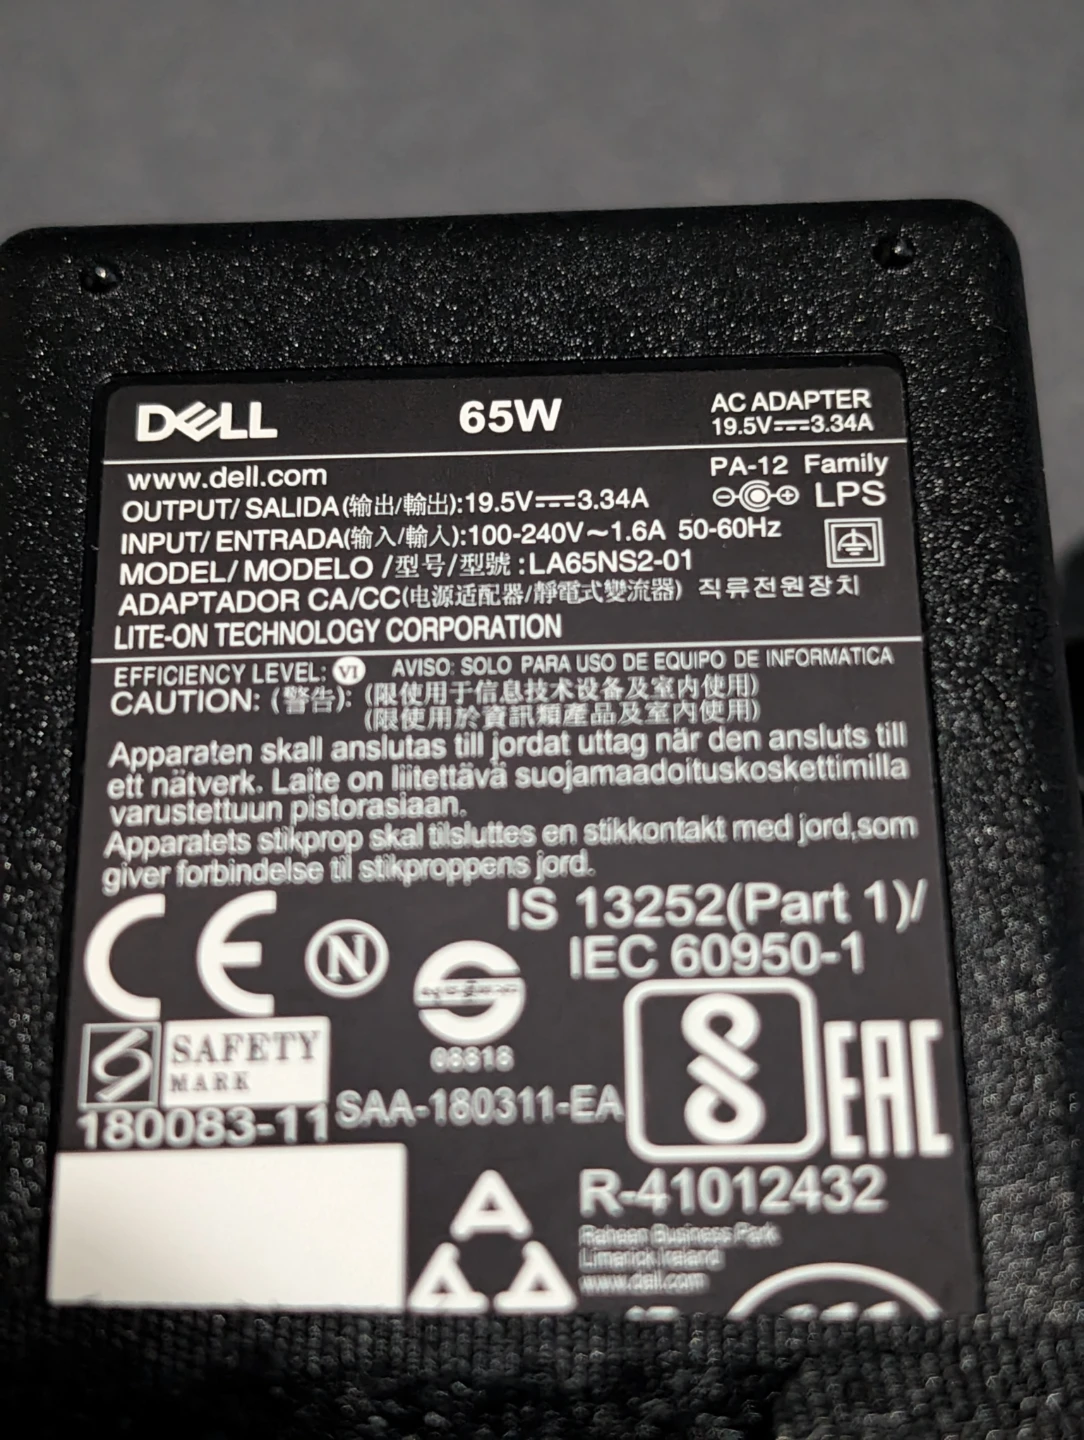 DELL 65W AC ADAPTER
19.5V⎓3.34A
www.dell.com PA-12 Family
OUTPUT/ SALIDA(输出/輸出):19.5V⎓3.34A LPS
INPUT/ ENTRADA(输入/輸入):100-240V~1.6A 50-60Hz
MODEL/ MODELO /型号/型號:LA65NS2-01
ADAPTADOR CA/CC(电源适配器/靜電式變流器) 직류전원장치
LITE-ON TECHNOLOGY CORPORATION
EFFICIENCY LEVEL: VI AVISO: SOLO PARA USO DE EQUIPO DE INFORMATICA
CAUTION: (警告): (限使用于信息技术设备及室内使用)
(限使用於資訊類產品及室内使用)
Apparaten skall anslutas till jordat uttag när den ansluts till
ett nätverk. Laite on liitettävä suojamaadoituskoskettimilla
varustettuun pistorasiaan.
Apparatets stikprop skal tilsluttes en stikkontakt med jord,som
giver forbindelse til stikproppens jord.
IS 13252(Part 1)/
IEC 60950-1
CE N
08818
SAFETY
MARK
EAC
180083-11 SAA-180311-EA
R-41012432
Raheen Business Park
Limerick Ireland
www.dell.com